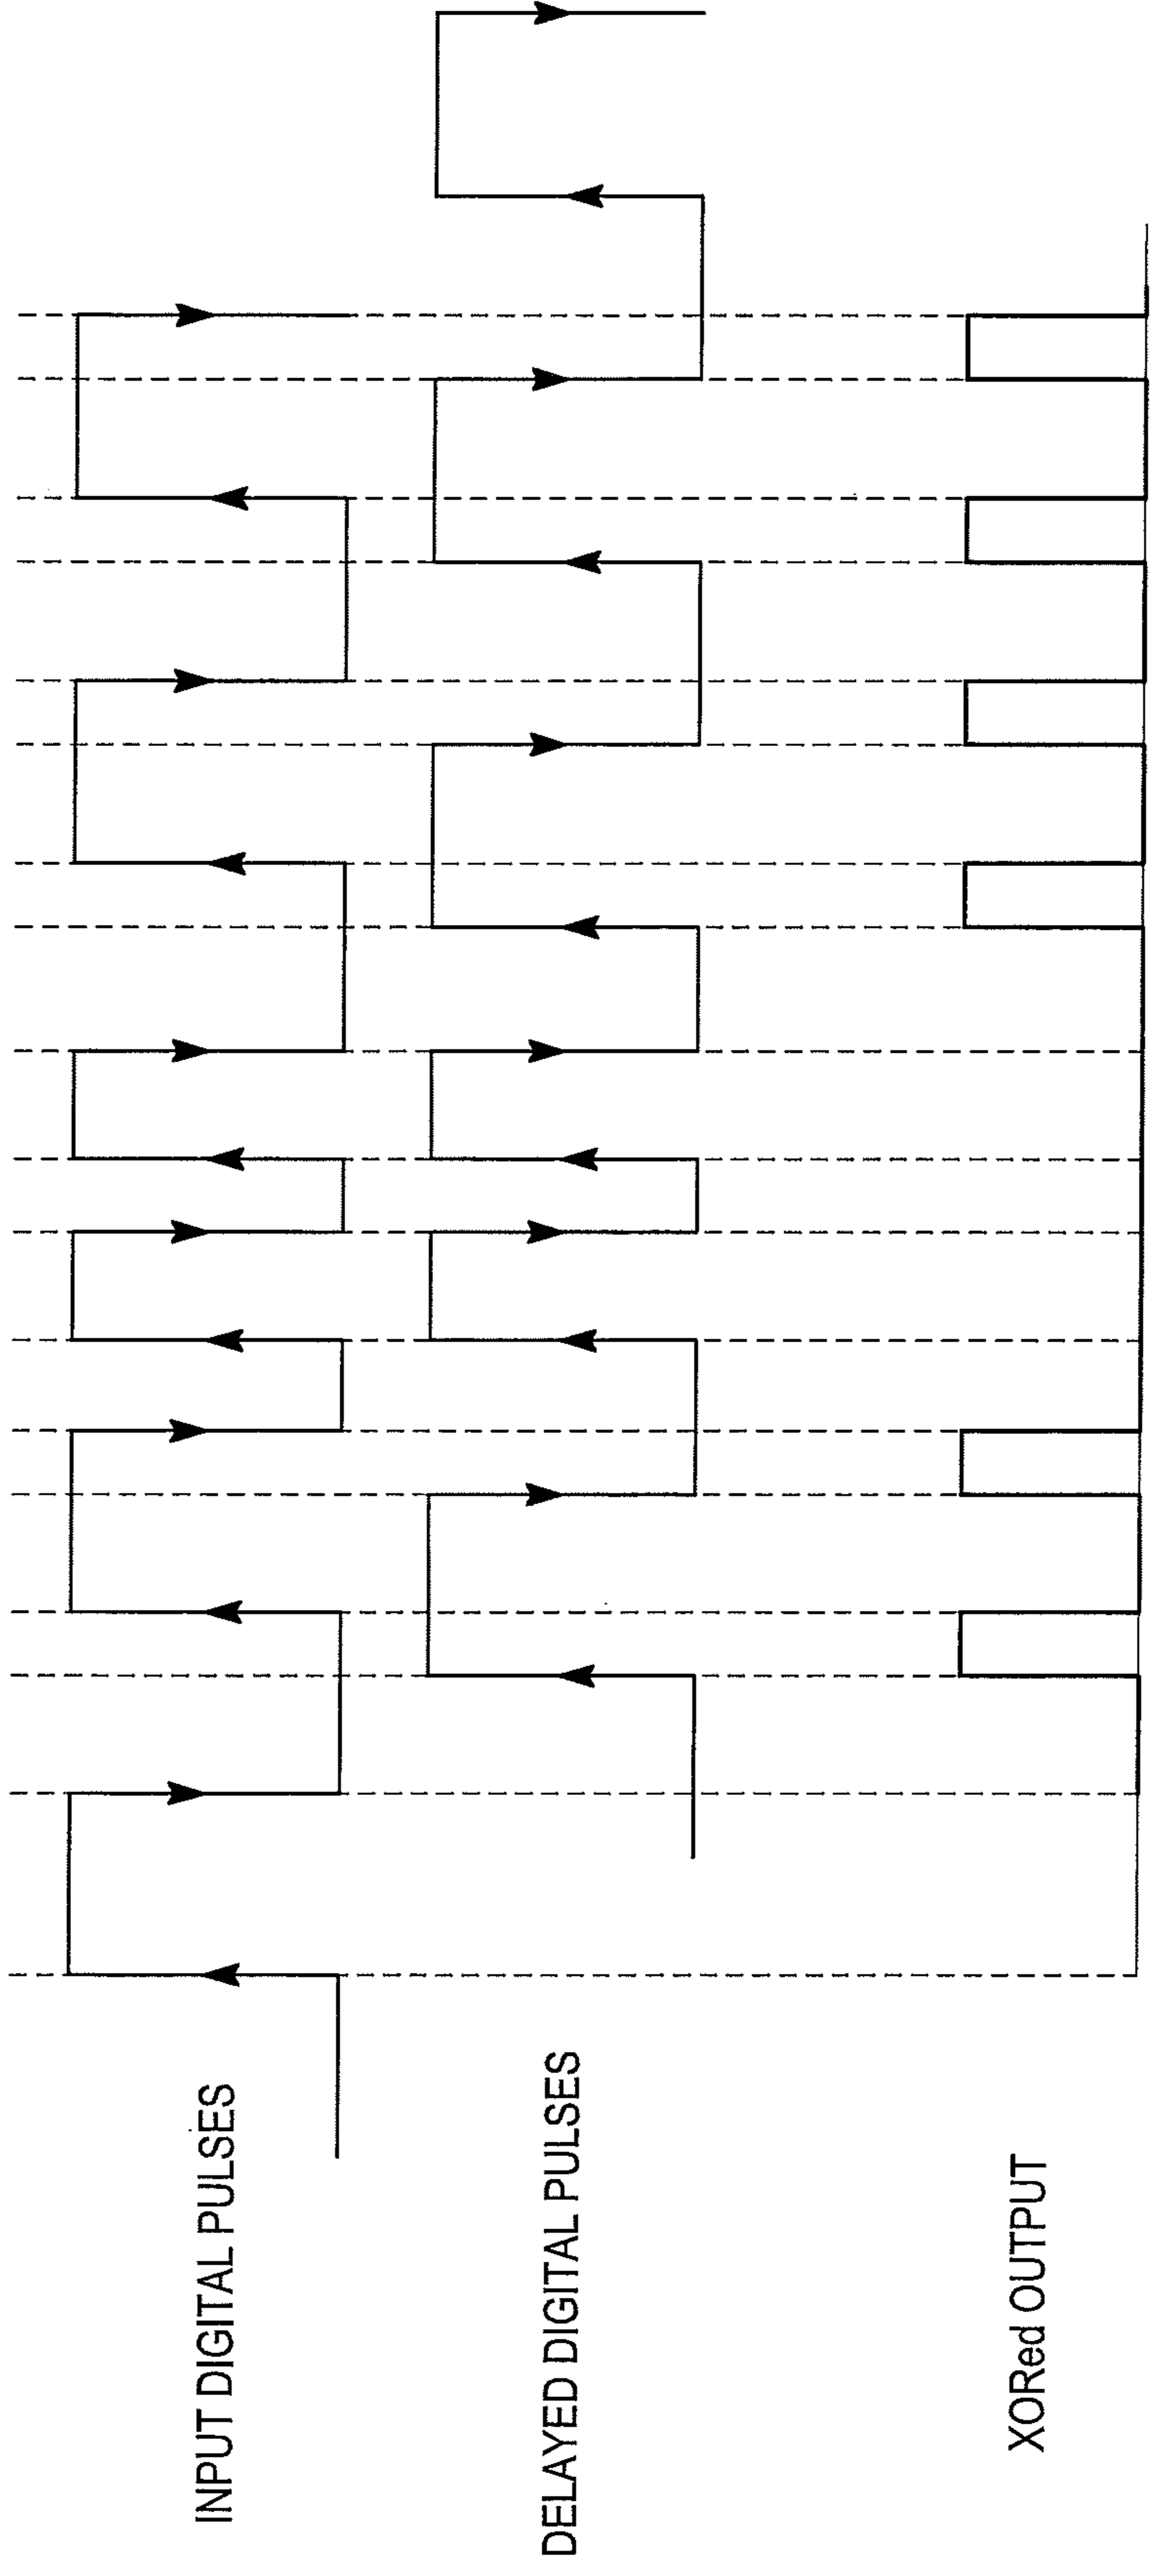 INPUT DIGITAL PULSES
DELAYED DIGITAL PULSES
XORed OUTPUT